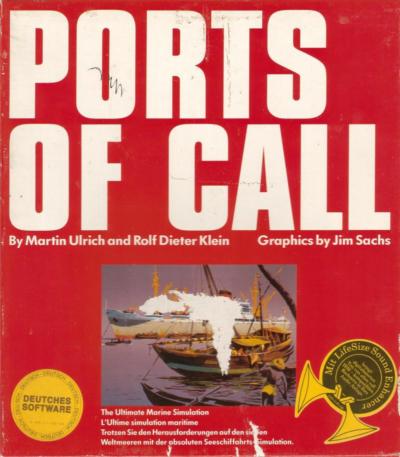 PORTS
OF CALL
By Martin Ulrich and Rolf Dieter Klein
Graphics by Jim Sachs
DEUTCHES
SOFTWARE
Mit LifeSize Sound Enhancer
The Ultimate Marine Simulation
L'Ultime simulation maritime
Trotzen Sie den Herausforderungen auf den sieben
Weltmeeren mit der absoluten Seeschiffahrts-Simulation.